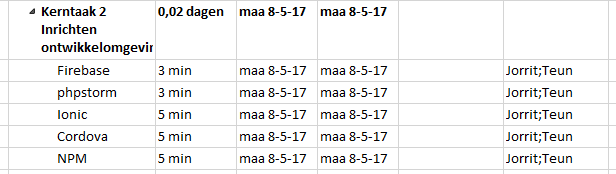 Kerntaak 2 0,02 dagen maa 8-5-17 maa 8-5-17
Inrichten
ontwikkelomgevin
Firebase 3 min maa 8-5-17 maa 8-5-17 Jorrit;Teun
phpstorm 3 min maa 8-5-17 maa 8-5-17 Jorrit;Teun
Ionic 5 min maa 8-5-17 maa 8-5-17 Jorrit;Teun
Cordova 5 min maa 8-5-17 maa 8-5-17 Jorrit;Teun
NPM 5 min maa 8-5-17 maa 8-5-17 Jorrit;Teun